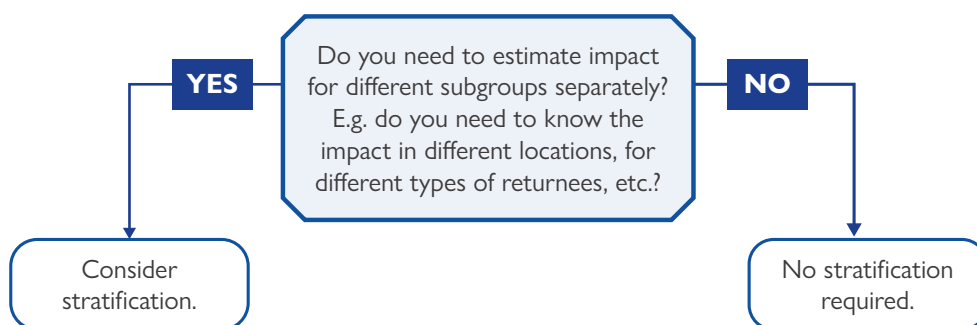 Do you need to estimate impact
for different subgroups separately?
E.g. do you need to know the
impact in different locations, for
different types of returnees, etc.?
YES
NO
Consider
stratification.
No stratification
required.